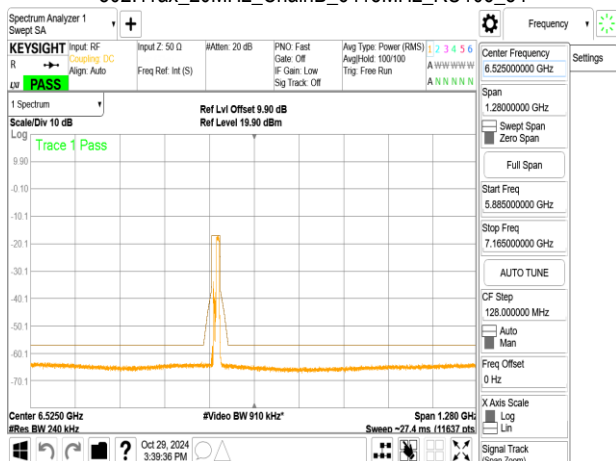 Spectrum Analyzer 1
Swept SA
+
Frequency
KEYSIGHT
R
LXI
PASS
Input: RF
Coupling: DC
Align: Auto
Input Z: 50 Ω
Freq Ref: Int (S)
#Atten: 20 dB
PNO: Fast
Gate: Off
IF Gain: Low
Sig Track: Off
Avg Type: Power (RMS)
Avg|Hold: 100/100
Trig: Free Run
1 2 3 4 5 6
A W W W W W
A N N N N N
1 Spectrum
Scale/Div 10 dB
Ref Lvl Offset 9.90 dB
Ref Level 19.90 dBm
Log
Trace 1 Pass
9.90
-0.10
-10.1
-20.1
-30.1
-40.1
-50.1
-60.1
-70.1
Center 6.5250 GHz
#Res BW 240 kHz
#Video BW 910 kHz*
Span 1.280 GHz
Sweep ~27.4 ms (11637 pts)
Oct 29, 2024
3:39:36 PM
?
Center Frequency
6.525000000 GHz
Settings
Span
1.28000000 GHz
Swept Span
Zero Span
Full Span
Start Freq
5.885000000 GHz
Stop Freq
7.165000000 GHz
AUTO TUNE
CF Step
128.000000 MHz
Auto
Man
Freq Offset
0 Hz
X Axis Scale
Log
Lin
Signal Track
(Span Zoom)